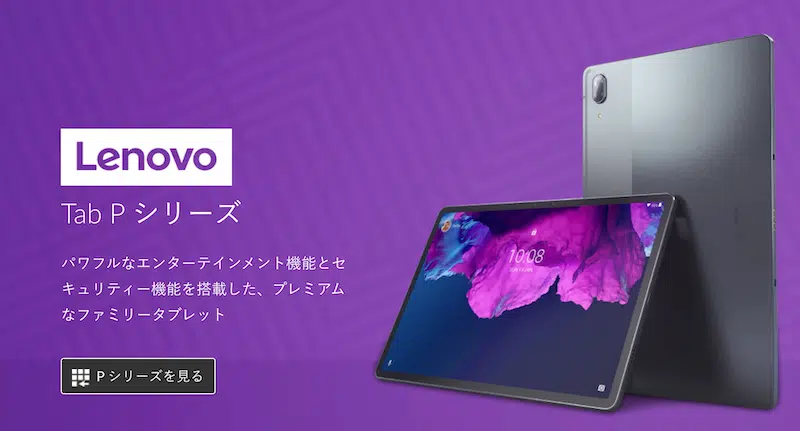 Lenovo
Tab P シリーズ
パワフルなエンターテインメント機能とセ
キュリティー機能を搭載した、プレミアム
なファミリータブレット
P シリーズを見る
10:08